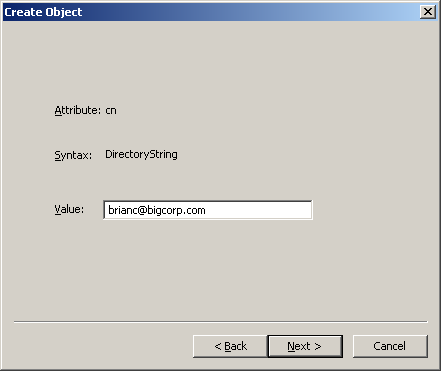 Create Object
Attribute: cn
Syntax: DirectoryString
Value: brianc@bigcorp.com
< Back Next > Cancel